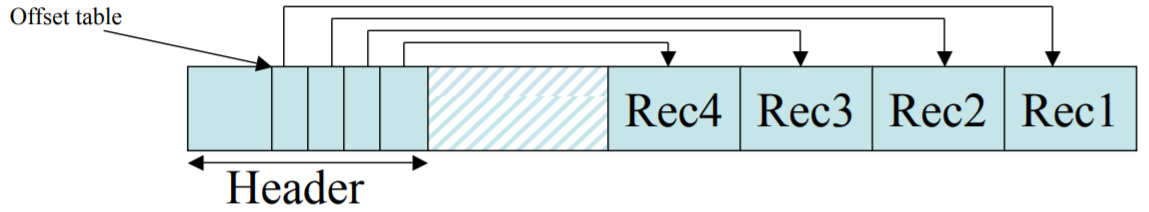 Offset table
Rec4 Rec3 Rec2 Rec1
Header